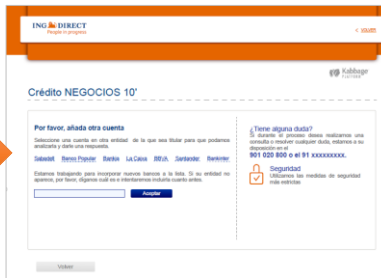 ING DIRECT
People in progress
< VOLVER
Kabbage
PLATFORM
Crédito NEGOCIOS 10'
Por favor, añada otra cuenta
Seleccione una cuenta en otra entidad de la que sea titular para que podamos
analizarla y darle una respuesta.
Sabadell Banco Popular Bankia La Caixa BBVA Santander Bankinter
Estamos trabajando para incorporar nuevos bancos a la lista. Si su entidad no
aparece, por favor, díganos cuál es e intentaremos incluirla cuanto antes.
Aceptar
¿Tiene alguna duda?
Si durante el proceso desea realizarnos una
consulta o resolver cualquier duda, estamos a su
disposición en el
901 020 800 o el 91 xxxxxxxxx.
Seguridad
Utilizamos las medidas de seguridad
más estrictas
Volver